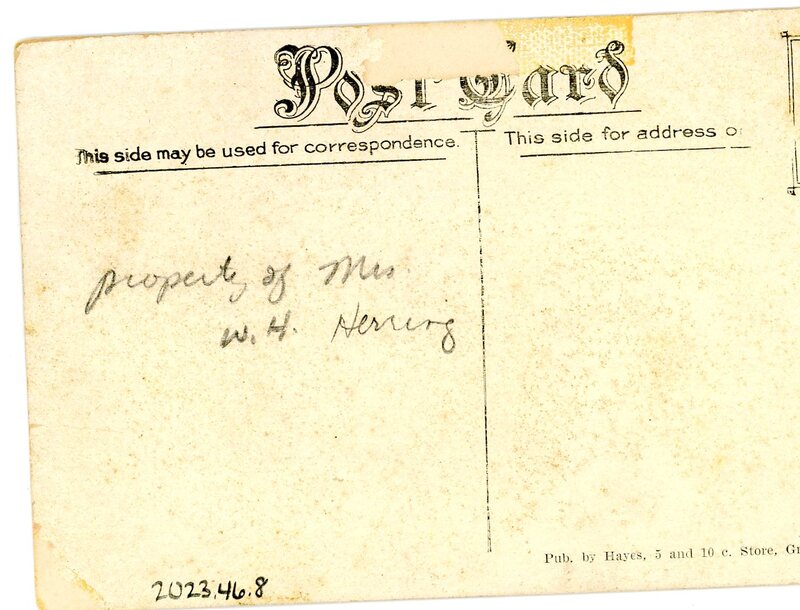 Post Card
This side may be used for correspondence.
This side for address o
property of Mrs
W. H. Herring
Pub. by Hayes, 5 and 10 c. Store, Gr
2023.46.8